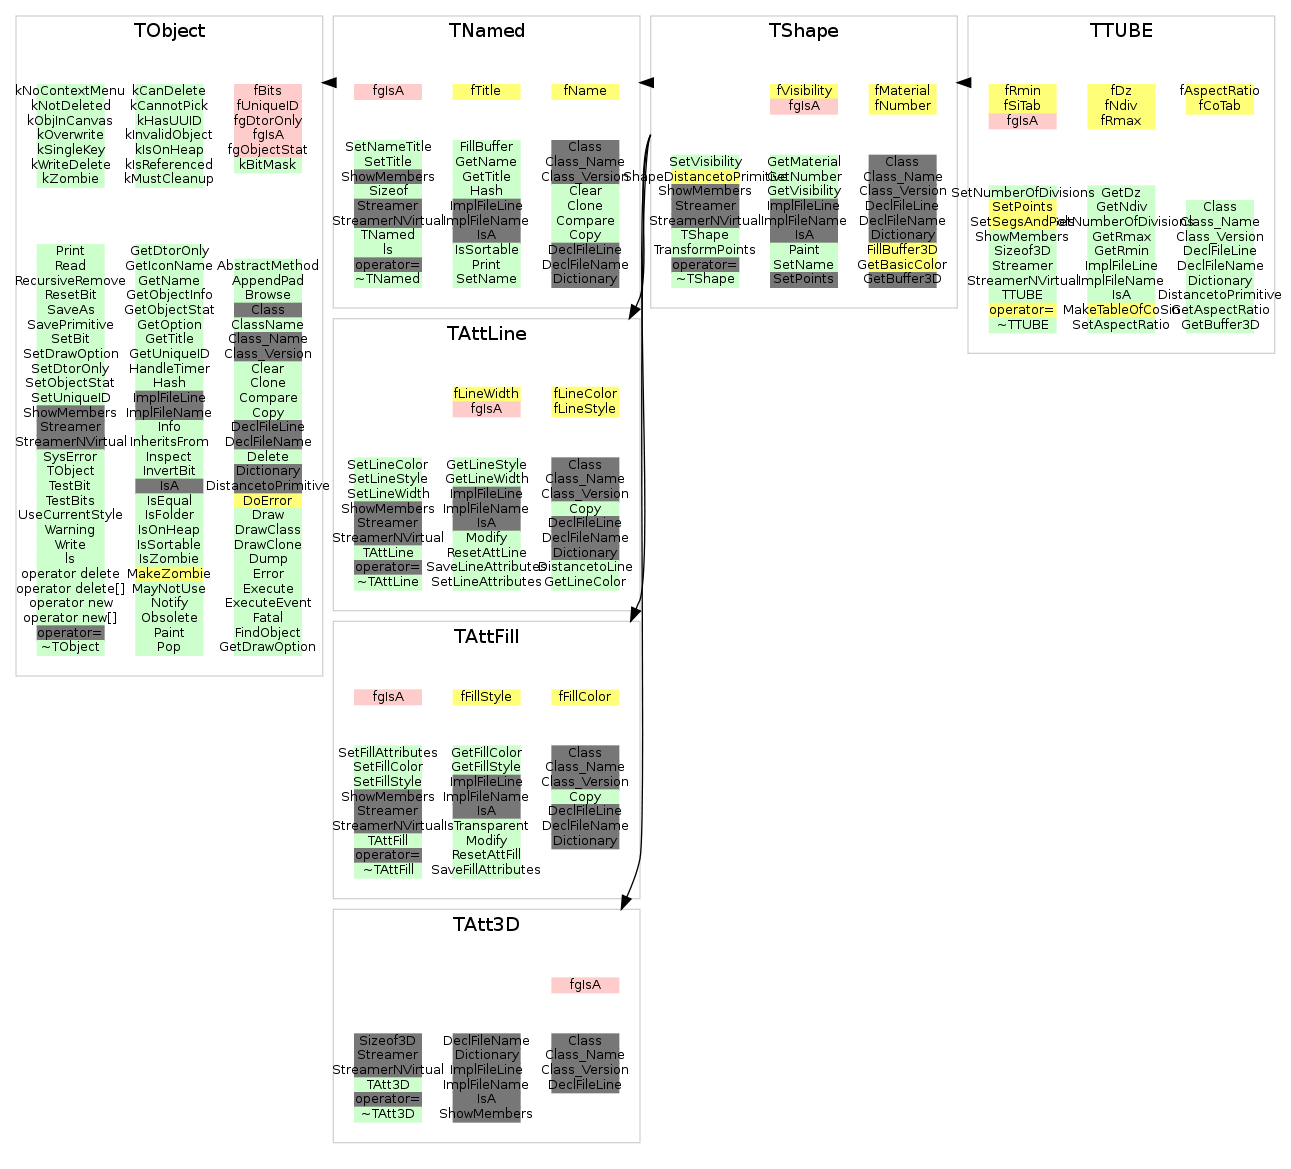 TObject
kNoContextMenu kCanDelete fBits
kNotDeleted kCannotPick fUniqueID
kObjInCanvas kHasUUID fgDtorOnly
kOverwrite kInvalidObject fgIsA
kSingleKey kIsOnHeap fgObjectStat
kWriteDelete kIsReferenced kBitMask
kZombie kMustCleanup
Print GetDtorOnly
Read GetIconName AbstractMethod
RecursiveRemove GetName AppendPad
ResetBit GetObjectInfo Browse
SaveAs GetObjectStat Class
SavePrimitive GetOption ClassName
SetBit GetTitle Class_Name
SetDrawOption GetUniqueID Class_Version
SetDtorOnly HandleTimer Clear
SetObjectStat Hash Clone
SetUniqueID ImplFileLine Compare
ShowMembers ImplFileName Copy
Streamer Info DeclFileLine
StreamerNVirtual InheritsFrom DeclFileName
SysError Inspect Delete
TObject InvertBit Dictionary
TestBit IsA DistancetoPrimitive
TestBits IsEqual DoError
UseCurrentStyle IsFolder Draw
Warning IsOnHeap DrawClass
Write IsSortable DrawClone
ls IsZombie Dump
operator delete MakeZombie Error
operator delete[] MayNotUse Execute
operator new Notify ExecuteEvent
operator new[] Obsolete Fatal
operator= Paint FindObject
~TObject Pop GetDrawOption
TNamed
fgIsA fTitle fName
SetNameTitle FillBuffer Class
SetTitle GetName Class_Name
ShowMembers GetTitle Class_Version
Sizeof Hash Clear
Streamer ImplFileLine Clone
StreamerNVirtual ImplFileName Compare
TNamed IsA Copy
ls IsSortable DeclFileLine
operator= Print DeclFileName
~TNamed SetName Dictionary
TShape
fVisibility fMaterial
fgIsA fNumber
SetVisibility GetMaterial Class
ShapeDistancetoPrimitive GetNumber Class_Name
ShowMembers GetVisibility Class_Version
Streamer ImplFileLine DeclFileLine
StreamerNVirtual ImplFileName DeclFileName
TShape IsA Dictionary
TransformPoints Paint FillBuffer3D
operator= SetName GetBasicColor
~TShape SetPoints GetBuffer3D
TTUBE
fRmin fDz fAspectRatio
fSiTab fNdiv fCoTab
fgIsA fRmax
SetNumberOfDivisions GetDz
SetPoints GetNdiv Class
SetSegsAndPols GetNumberOfDivisions Class_Name
ShowMembers GetRmax Class_Version
Sizeof3D GetRmin DeclFileLine
Streamer ImplFileLine DeclFileName
StreamerNVirtual ImplFileName Dictionary
TTUBE IsA DistancetoPrimitive
operator= MakeTableOfCoSin GetAspectRatio
~TTUBE SetAspectRatio GetBuffer3D
TAttLine
fLineWidth fLineColor
fgIsA fLineStyle
SetLineColor GetLineStyle Class
SetLineStyle GetLineWidth Class_Name
SetLineWidth ImplFileLine Class_Version
ShowMembers ImplFileName Copy
Streamer IsA DeclFileLine
StreamerNVirtual Modify DeclFileName
TAttLine ResetAttLine Dictionary
operator= SaveLineAttributes DistancetoLine
~TAttLine SetLineAttributes GetLineColor
TAttFill
fgIsA fFillStyle fFillColor
SetFillAttributes GetFillColor Class
SetFillColor GetFillStyle Class_Name
SetFillStyle ImplFileLine Class_Version
ShowMembers ImplFileName Copy
Streamer IsA DeclFileLine
StreamerNVirtual IsTransparent DeclFileName
TAttFill Modify Dictionary
operator= ResetAttFill
~TAttFill SaveFillAttributes
TAtt3D
fgIsA
Sizeof3D DeclFileName Class
Streamer Dictionary Class_Name
StreamerNVirtual ImplFileLine Class_Version
TAtt3D ImplFileName DeclFileLine
operator= IsA
~TAtt3D ShowMembers